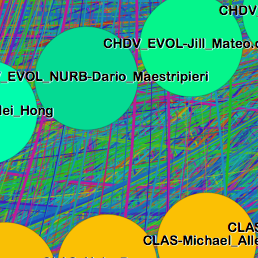 CHDV
CHDV_EVOL-Jill_Mateo.
_EVOL_NURB-Dario_Maestripieri
ei_Hong
CLAS
CLAS-Michael_Alle